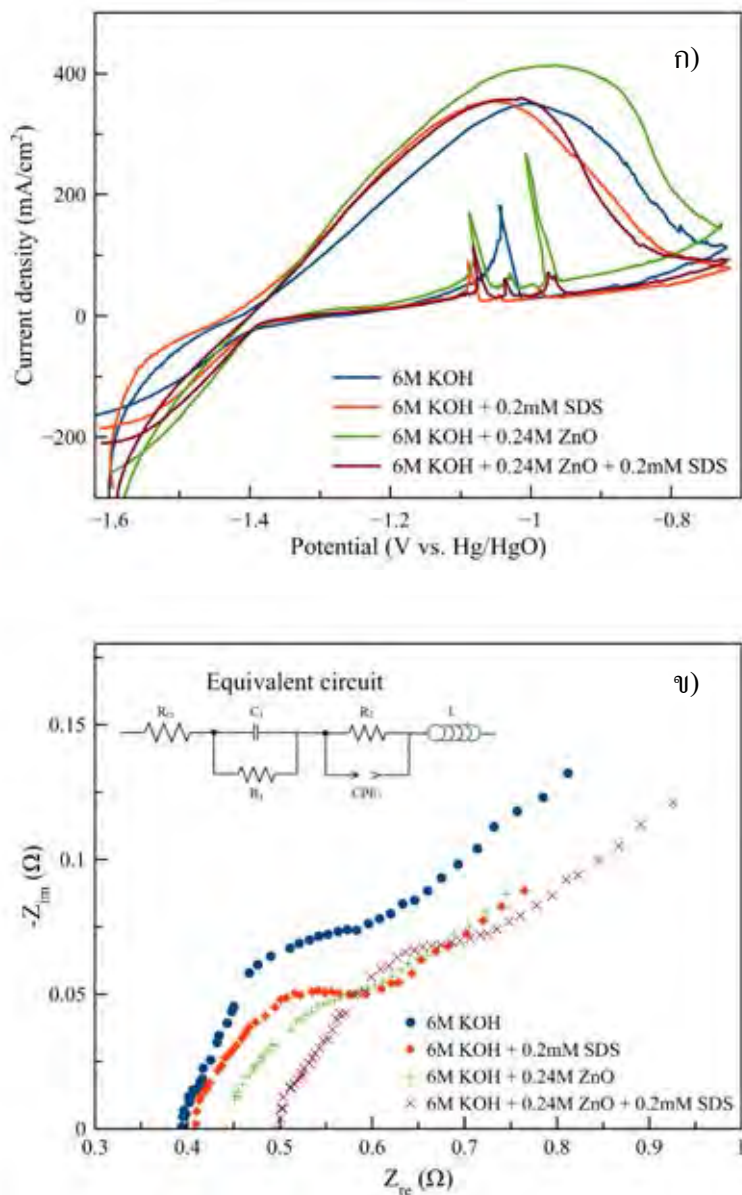 ก)
400
200
0
−200
Current density (mA/cm²)
6M KOH
6M KOH + 0.2mM SDS
6M KOH + 0.24M ZnO
6M KOH + 0.24M ZnO + 0.2mM SDS
−1.6 −1.4 −1.2 −1 −0.8
Potential (V vs. Hg/HgO)
ข)
Equivalent circuit
C₁ R₂ L
R₁
0.15
0.1
0.05
0
-Zim (Ω)
6M KOH
6M KOH + 0.2mM SDS
6M KOH + 0.24M ZnO
6M KOH + 0.24M ZnO + 0.2mM SDS
0.3 0.4 0.5 0.6 0.7 0.8 0.9 1
Zre (Ω)